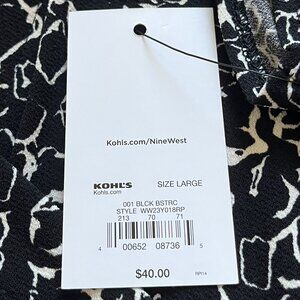 Kohls.com/NineWest
KOHL'S SIZE LARGE
Kohls.com
001 BLCK BSTRC
STYLE WW23Y018RP
213 70 71
4 00652 08736 5
$40.00 RPI14